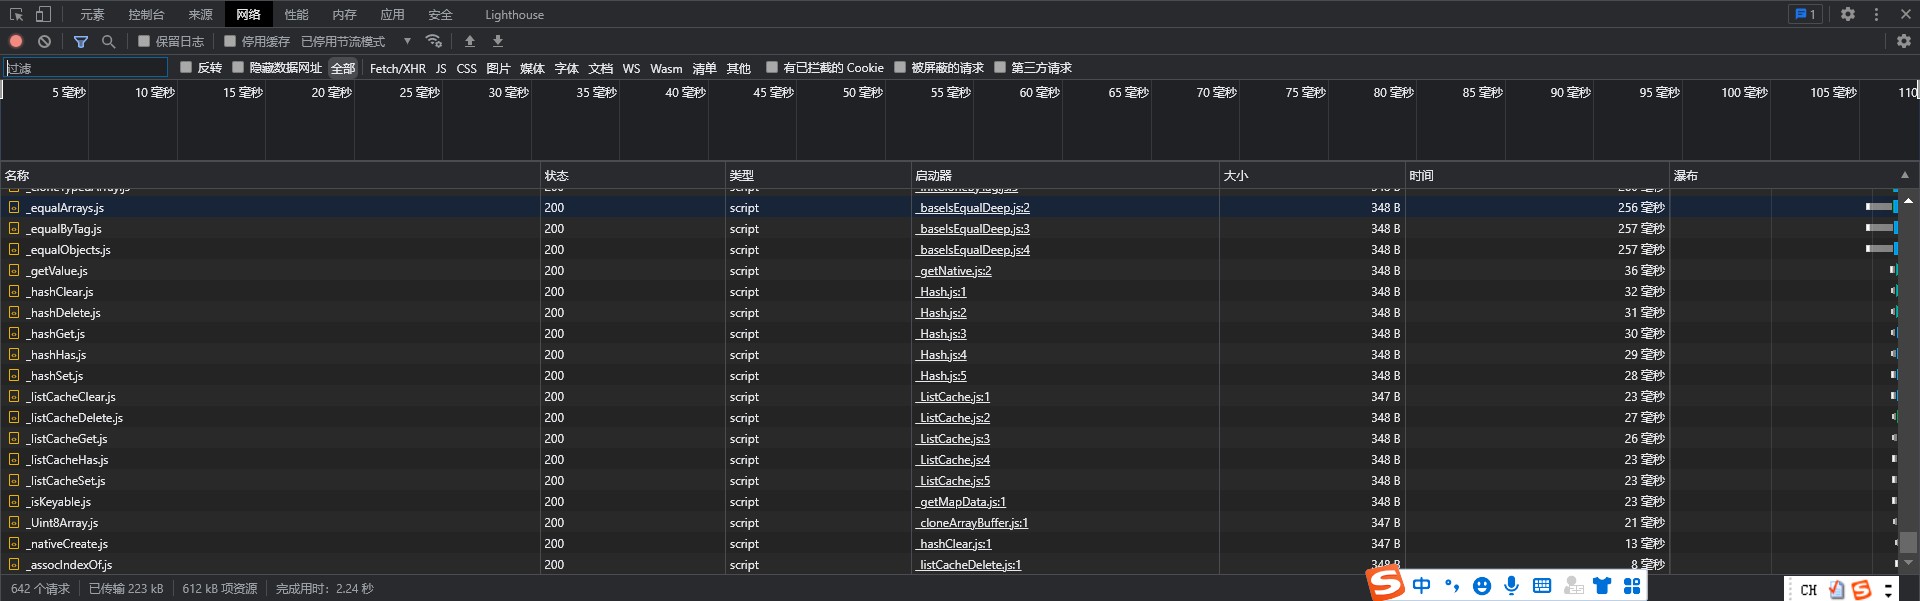 元素 控制台 来源 网络 性能 内存 应用 安全 Lighthouse 1
保留日志 停用缓存 已停用节流模式
过滤 反转 隐藏数据网址 全部 Fetch/XHR JS CSS 图片 媒体 字体 文档 WS Wasm 清单 其他 有已拦截的 Cookie 被屏蔽的请求 第三方请求
5 毫秒 10 毫秒 15 毫秒 20 毫秒 25 毫秒 30 毫秒 35 毫秒 40 毫秒 45 毫秒 50 毫秒 55 毫秒 60 毫秒 65 毫秒 70 毫秒 75 毫秒 80 毫秒 85 毫秒 90 毫秒 95 毫秒 100 毫秒 105 毫秒 110
名称 状态 类型 启动器 大小 时间 瀑布
_equalArrays.js 200 script _baseIsEqualDeep.js:2 348 B 256 毫秒
_equalByTag.js 200 script _baseIsEqualDeep.js:3 348 B 257 毫秒
_equalObjects.js 200 script _baseIsEqualDeep.js:4 348 B 257 毫秒
_getValue.js 200 script _getNative.js:2 348 B 36 毫秒
_hashClear.js 200 script _Hash.js:1 348 B 32 毫秒
_hashDelete.js 200 script _Hash.js:2 348 B 31 毫秒
_hashGet.js 200 script _Hash.js:3 348 B 30 毫秒
_hashHas.js 200 script _Hash.js:4 348 B 29 毫秒
_hashSet.js 200 script _Hash.js:5 348 B 28 毫秒
_listCacheClear.js 200 script _ListCache.js:1 347 B 23 毫秒
_listCacheDelete.js 200 script _ListCache.js:2 348 B 27 毫秒
_listCacheGet.js 200 script _ListCache.js:3 348 B 26 毫秒
_listCacheHas.js 200 script _ListCache.js:4 348 B 23 毫秒
_listCacheSet.js 200 script _ListCache.js:5 348 B 23 毫秒
_isKeyable.js 200 script _getMapData.js:1 348 B 23 毫秒
_Uint8Array.js 200 script _cloneArrayBuffer.js:1 347 B 21 毫秒
_nativeCreate.js 200 script _hashClear.js:1 347 B 13 毫秒
_assocIndexOf.js 200 script _listCacheDelete.js:1 348 B 8 毫秒
642 个请求 已传输 223 kB 612 kB 项资源 完成用时：2.24 秒
S 中 CH S